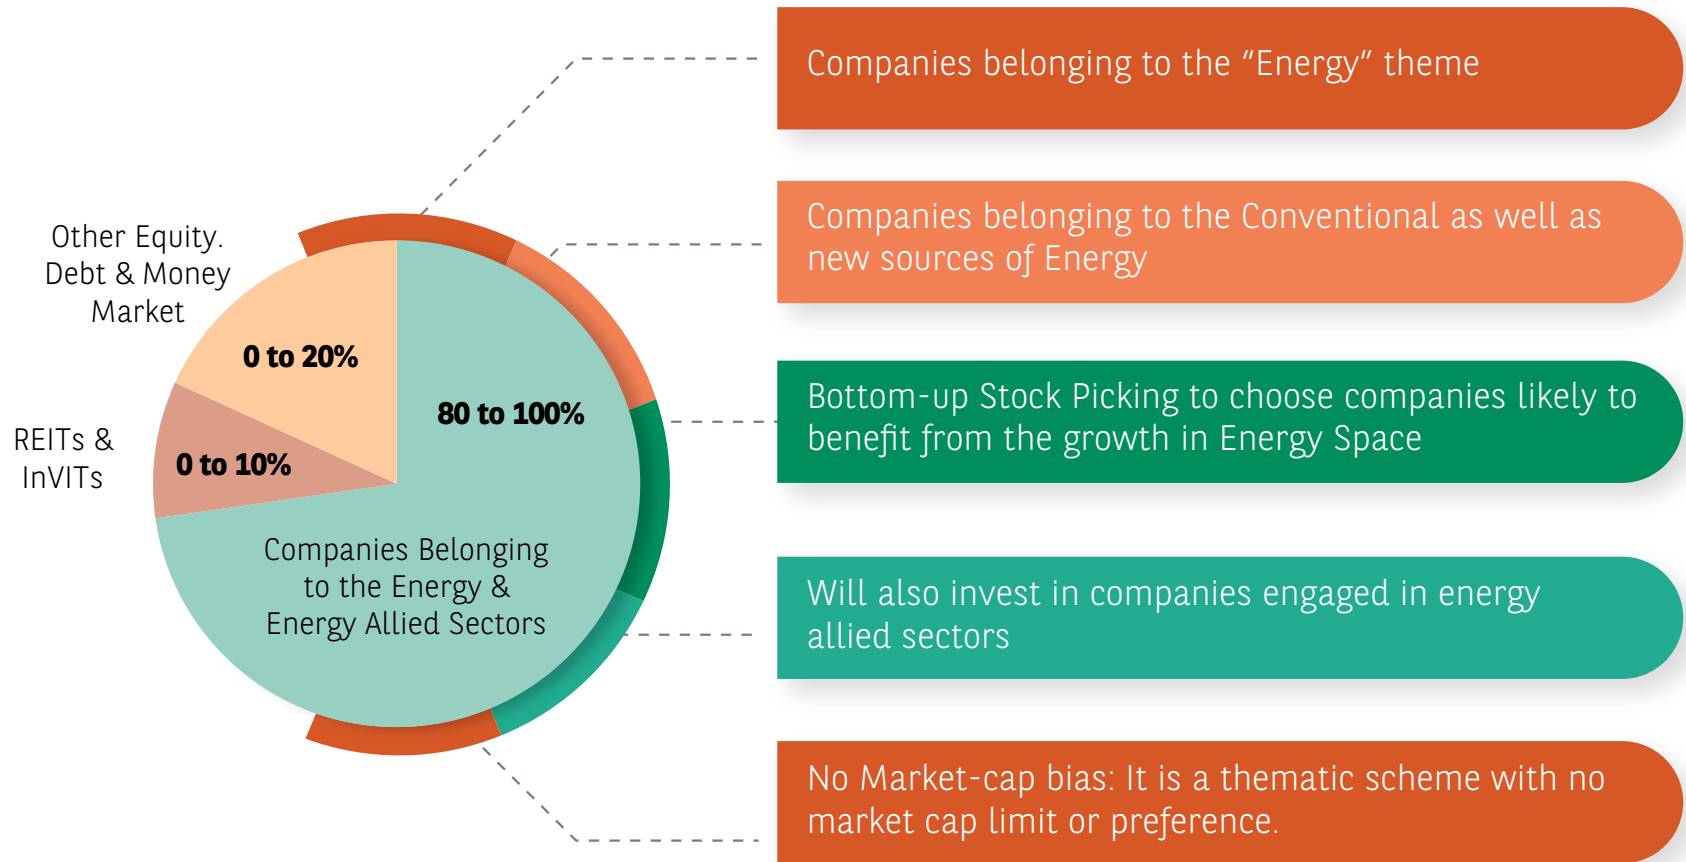 Other Equity.
Debt & Money
Market
0 to 20%
80 to 100%
REITs &
InVITs
0 to 10%
Companies Belonging
to the Energy &
Energy Allied Sectors
Companies belonging to the “Energy” theme
Companies belonging to the Conventional as well as
new sources of Energy
Bottom-up Stock Picking to choose companies likely to
benefit from the growth in Energy Space
Will also invest in companies engaged in energy
allied sectors
No Market-cap bias: It is a thematic scheme with no
market cap limit or preference.